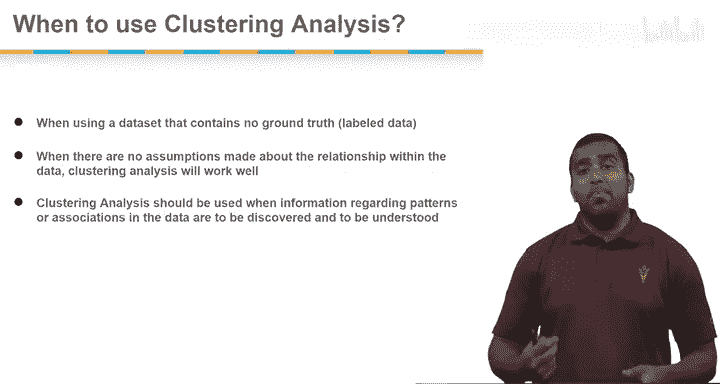 When to use Clustering Analysis?
When using a dataset that contains no ground truth (labeled data)
When there are no assumptions made about the relationship within the
data, clustering analysis will work well
Clustering Analysis should be used when information regarding patterns
or associations in the data are to be discovered and to be understood